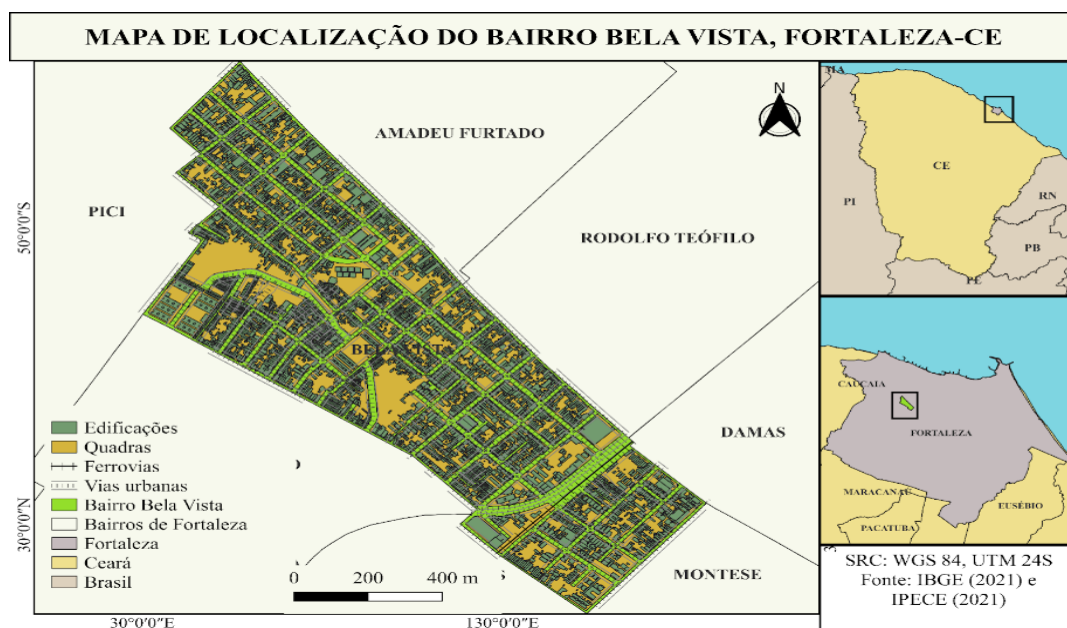 MAPA DE LOCALIZAÇÃO DO BAIRRO BELA VISTA, FORTALEZA-CE
N
AMADEU FURTADO
PICI
RODOLFO TEÓFILO
BELA VISTA
DAMAS
MONTESE
50°0'0"S
30°0'0"N
30°0'0"E
130°0'0"E
Edificações
Quadras
Ferrovias
Vias urbanas
Bairro Bela Vista
Bairros de Fortaleza
Fortaleza
Ceará
Brasil
0 200 400 m
CE
PI
RN
PB
PE
CAUCAIA
FORTALEZA
MARACANAÚ
EUSÉBIO
PACATUBA
SRC: WGS 84, UTM 24S
Fonte: IBGE (2021) e
IPECE (2021)